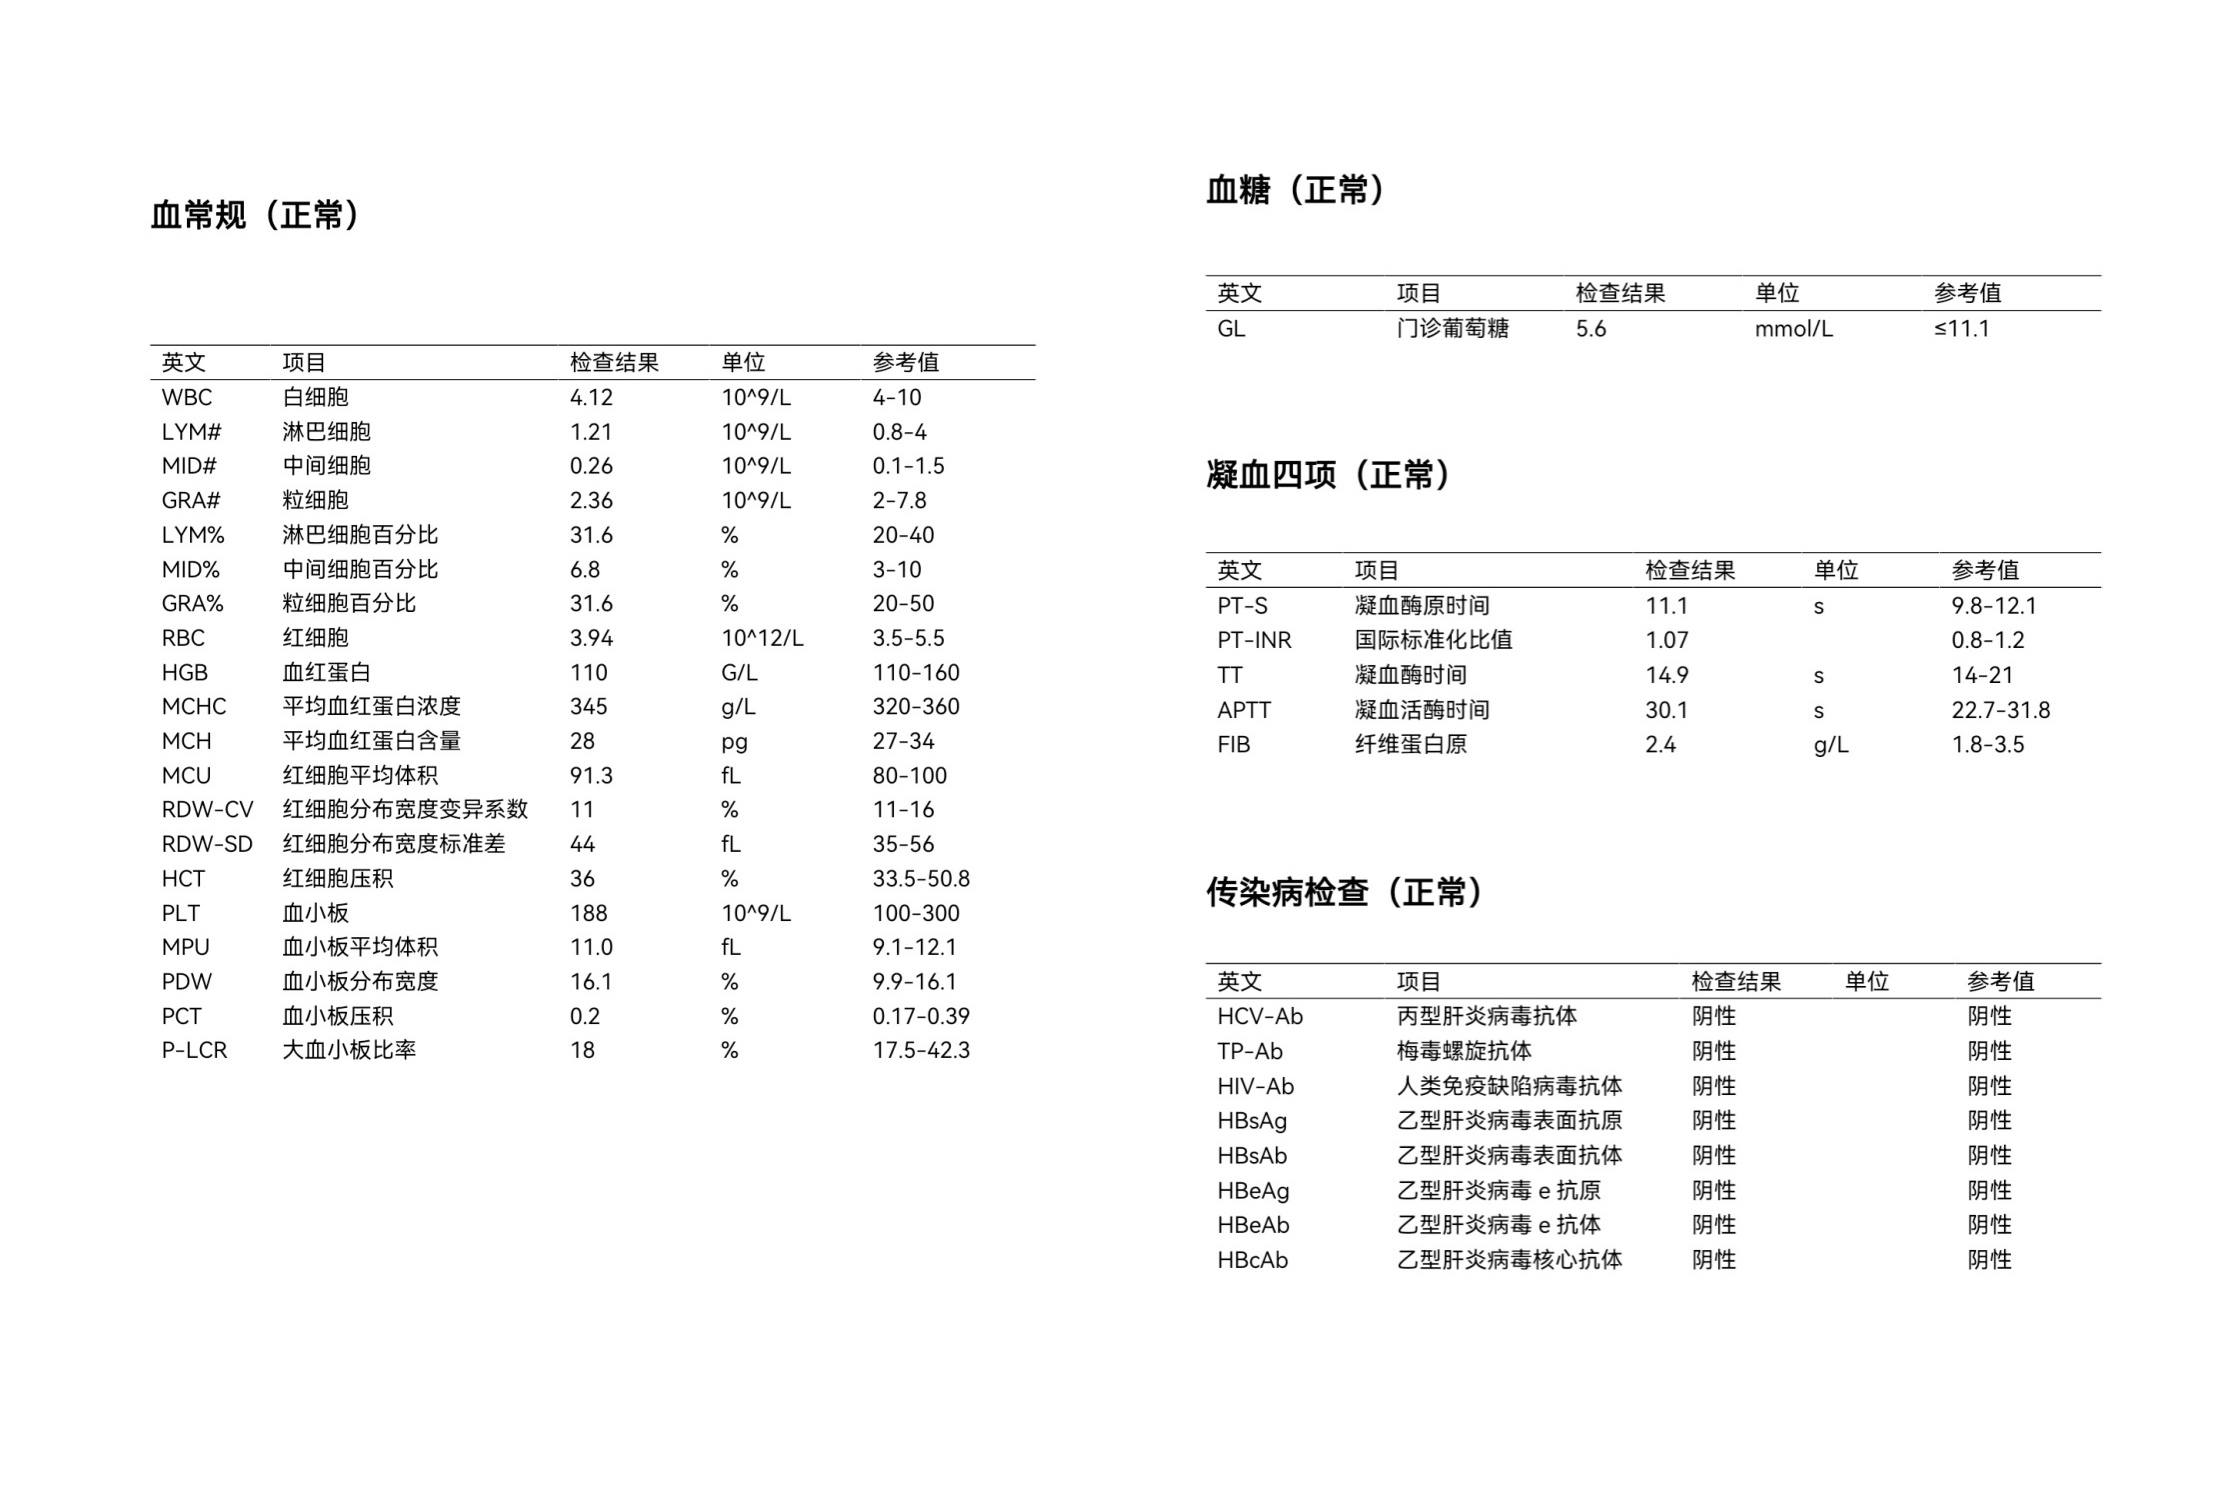 血常规（正常）
英文 项目 检查结果 单位 参考值
WBC 白细胞 4.12 10^9/L 4-10
LYM# 淋巴细胞 1.21 10^9/L 0.8-4
MID# 中间细胞 0.26 10^9/L 0.1-1.5
GRA# 粒细胞 2.36 10^9/L 2-7.8
LYM% 淋巴细胞百分比 31.6 % 20-40
MID% 中间细胞百分比 6.8 % 3-10
GRA% 粒细胞百分比 31.6 % 20-50
RBC 红细胞 3.94 10^12/L 3.5-5.5
HGB 血红蛋白 110 G/L 110-160
MCHC 平均血红蛋白浓度 345 g/L 320-360
MCH 平均血红蛋白含量 28 pg 27-34
MCU 红细胞平均体积 91.3 fL 80-100
RDW-CV 红细胞分布宽度变异系数 11 % 11-16
RDW-SD 红细胞分布宽度标准差 44 fL 35-56
HCT 红细胞压积 36 % 33.5-50.8
PLT 血小板 188 10^9/L 100-300
MPU 血小板平均体积 11.0 fL 9.1-12.1
PDW 血小板分布宽度 16.1 % 9.9-16.1
PCT 血小板压积 0.2 % 0.17-0.39
P-LCR 大血小板比率 18 % 17.5-42.3
血糖（正常）
英文 项目 检查结果 单位 参考值
GL 门诊葡萄糖 5.6 mmol/L ≤11.1
凝血四项（正常）
英文 项目 检查结果 单位 参考值
PT-S 凝血酶原时间 11.1 s 9.8-12.1
PT-INR 国际标准化比值 1.07 0.8-1.2
TT 凝血酶时间 14.9 s 14-21
APTT 凝血活酶时间 30.1 s 22.7-31.8
FIB 纤维蛋白原 2.4 g/L 1.8-3.5
传染病检查（正常）
英文 项目 检查结果 单位 参考值
HCV-Ab 丙型肝炎病毒抗体 阴性 阴性
TP-Ab 梅毒螺旋抗体 阴性 阴性
HIV-Ab 人类免疫缺陷病毒抗体 阴性 阴性
HBsAg 乙型肝炎病毒表面抗原 阴性 阴性
HBsAb 乙型肝炎病毒表面抗体 阴性 阴性
HBeAg 乙型肝炎病毒 e 抗原 阴性 阴性
HBeAb 乙型肝炎病毒 e 抗体 阴性 阴性
HBcAb 乙型肝炎病毒核心抗体 阴性 阴性